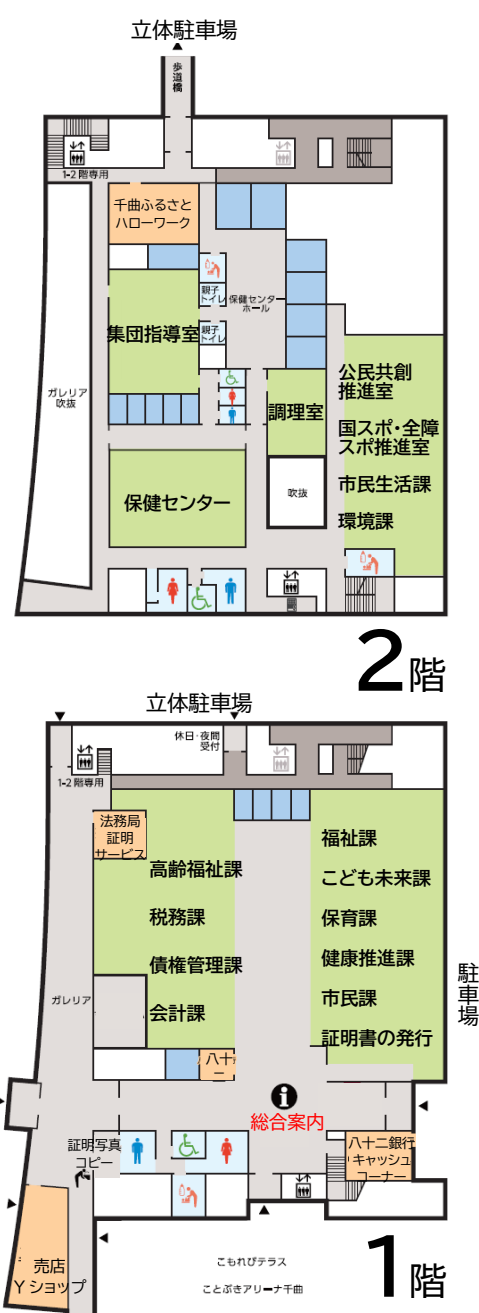 立体駐車場
歩道橋
1-2階専用
千曲ふるさと
ハローワーク
親子
トイレ
保健センター
ホール
集団指導室
親子
トイレ
ガレリア
吹抜
調理室
公民共創
推進室
国スポ・全障
スポ推進室
市民生活課
環境課
保健センター
吹抜
2階
立体駐車場
休日・夜間
受付
1-2階専用
法務局
証明
サービス
高齢福祉課
税務課
債権管理課
会計課
福祉課
こども未来課
保育課
健康推進課
市民課
証明書の発行
駐車場
ガレリア
八十
二
総合案内
証明写真
コピー
八十二銀行
キャッシュ
コーナー
売店
Yショップ
こもれびテラス
ことぶきアリーナ千曲
1階